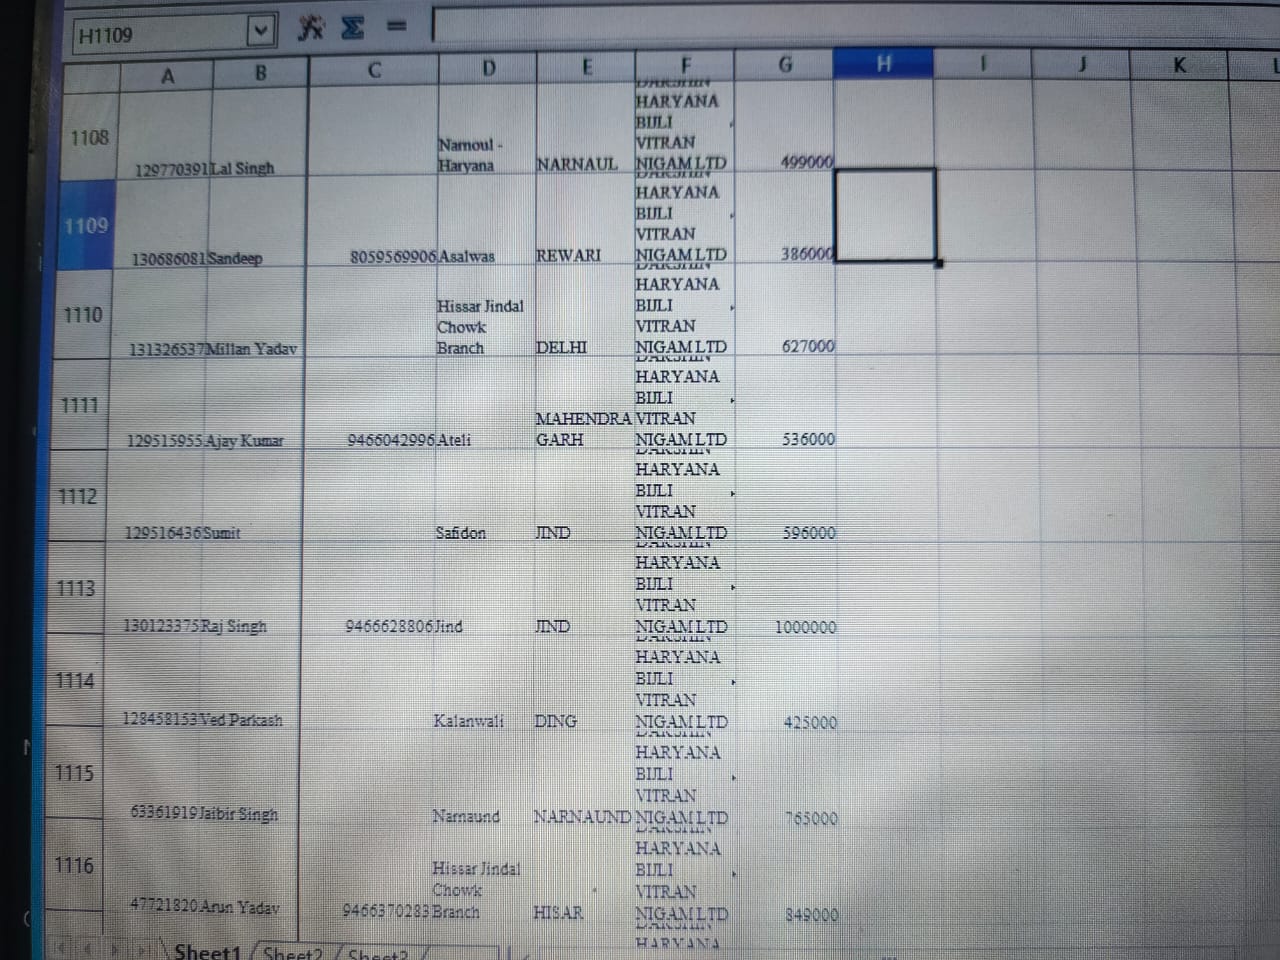 H1109
A B C D E F G H I J K L
1108 129770391 Lal Singh Narnoul - Haryana NARNAUL DAKSHIN HARYANA BIJLI VITRAN NIGAM LTD 499000
1109 130686081 Sandeep 8059569906 Asalwas REWARI DAKSHIN HARYANA BIJLI VITRAN NIGAM LTD 386000
1110 131326537 Millan Yadav Hissar Jindal Chowk Branch DELHI DAKSHIN HARYANA BIJLI VITRAN NIGAM LTD 627000
1111 129515955 Ajay Kumar 9466042996 Ateli MAHENDRA GARH DAKSHIN HARYANA BIJLI VITRAN NIGAM LTD 536000
1112 129516436 Sumit Safidon JIND DAKSHIN HARYANA BIJLI VITRAN NIGAM LTD 596000
1113 130123375 Raj Singh 9466628806 Jind JIND DAKSHIN HARYANA BIJLI VITRAN NIGAM LTD 1000000
1114 128458153 Ved Parkash Kalanwali DING DAKSHIN HARYANA BIJLI VITRAN NIGAM LTD 425000
1115 63361919 Jaibir Singh Narnaund NARNAUND DAKSHIN HARYANA BIJLI VITRAN NIGAM LTD 765000
1116 47721820 Arun Yadav 9466370283 Hissar Jindal Chowk Branch HISAR DAKSHIN HARYANA BIJLI VITRAN NIGAM LTD 849000
DAKSHIN HARYANA
Sheet1 Sheet2 Sheet3